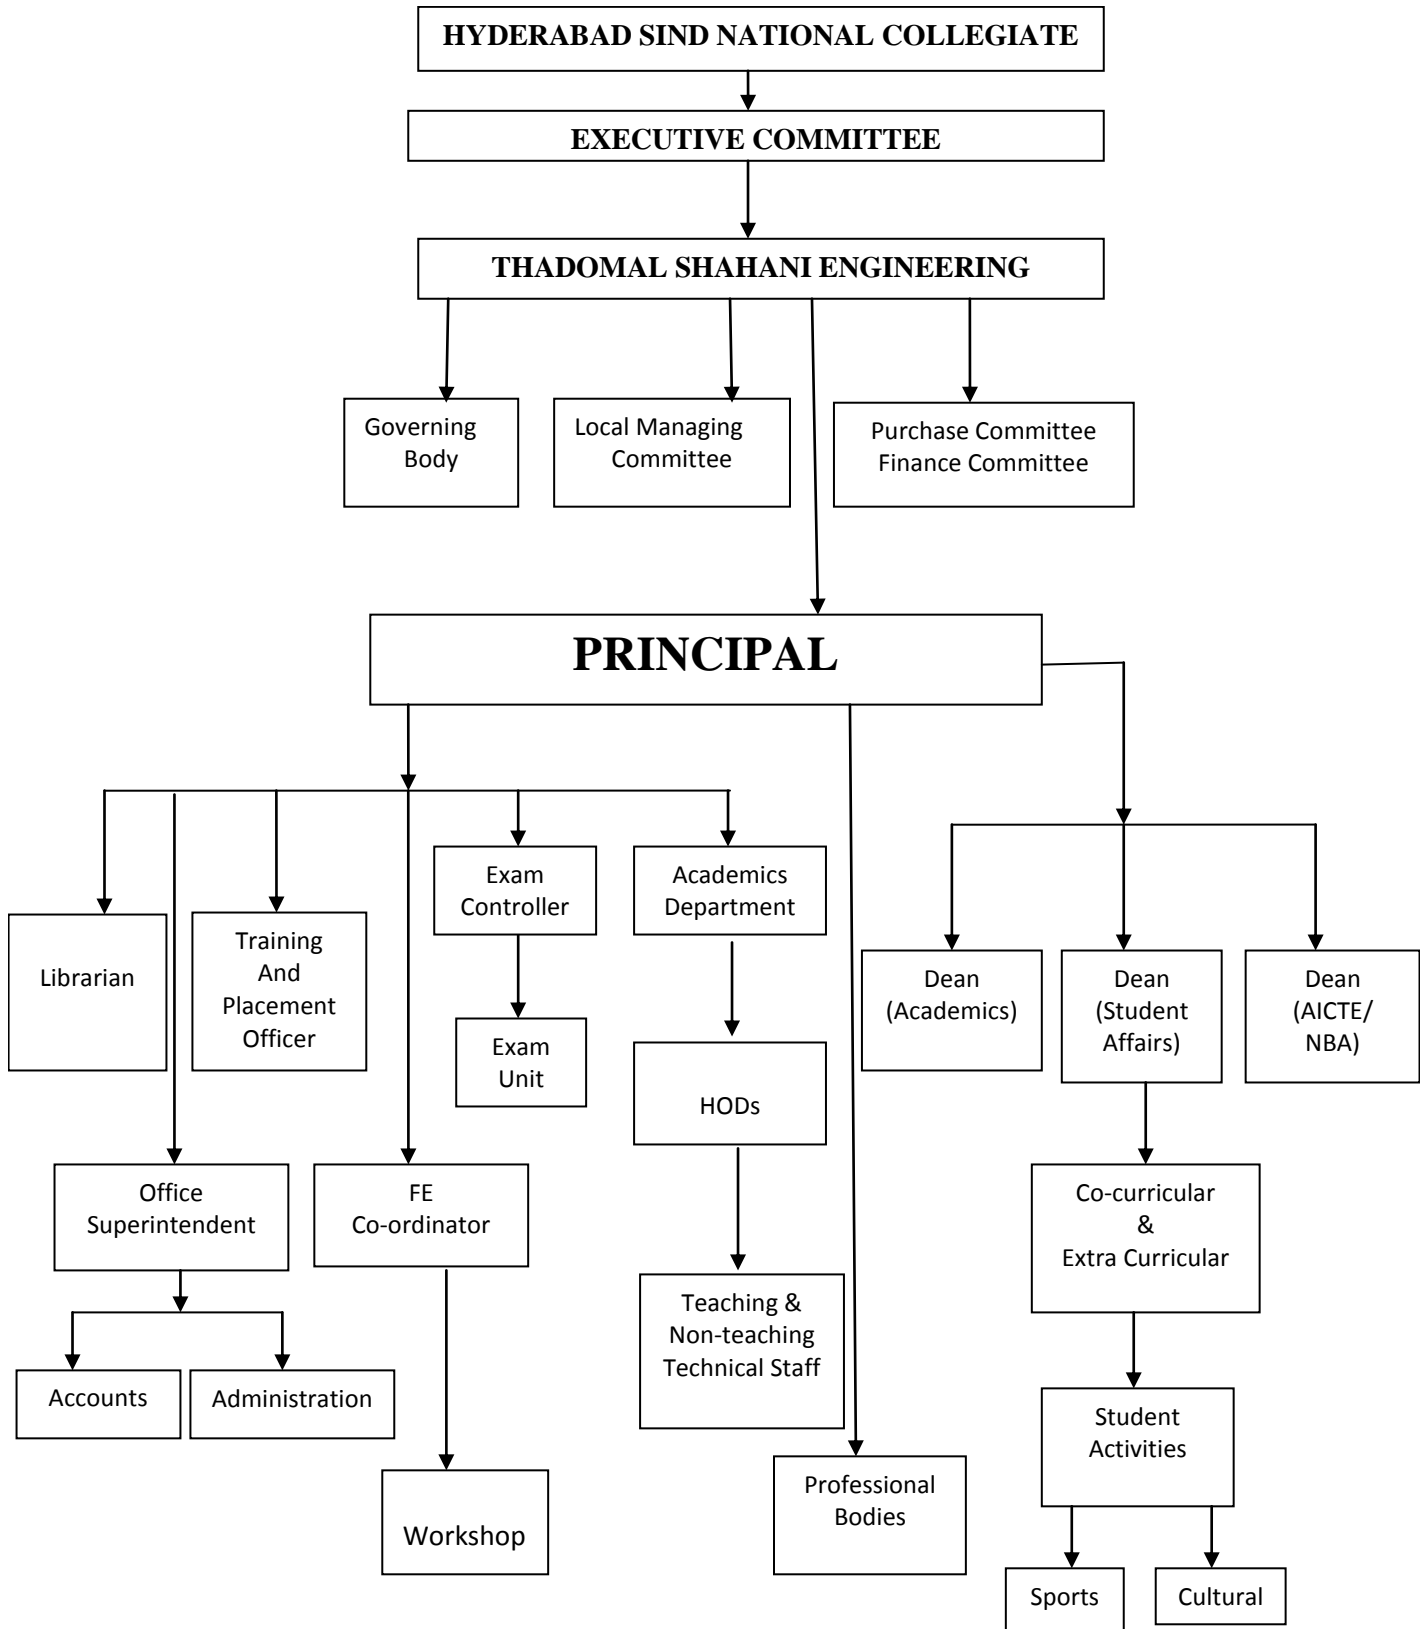 HYDERABAD SIND NATIONAL COLLEGIATE
EXECUTIVE COMMITTEE
THADOMAL SHAHANI ENGINEERING
Governing
Body
Local Managing
Committee
Purchase Committee
Finance Committee
PRINCIPAL
Librarian
Training
And
Placement
Officer
Exam
Controller
Exam
Unit
Academics
Department
HODs
Dean
(Academics)
Dean
(Student
Affairs)
Dean
(AICTE/
NBA)
Office
Superintendent
FE
Co-ordinator
Co-curicular
&
Extra Curricular
Teaching &
Non-teaching
Technical Staff
Accounts
Administration
Student
Activities
Workshop
Professional
Bodies
Sports
Cultural